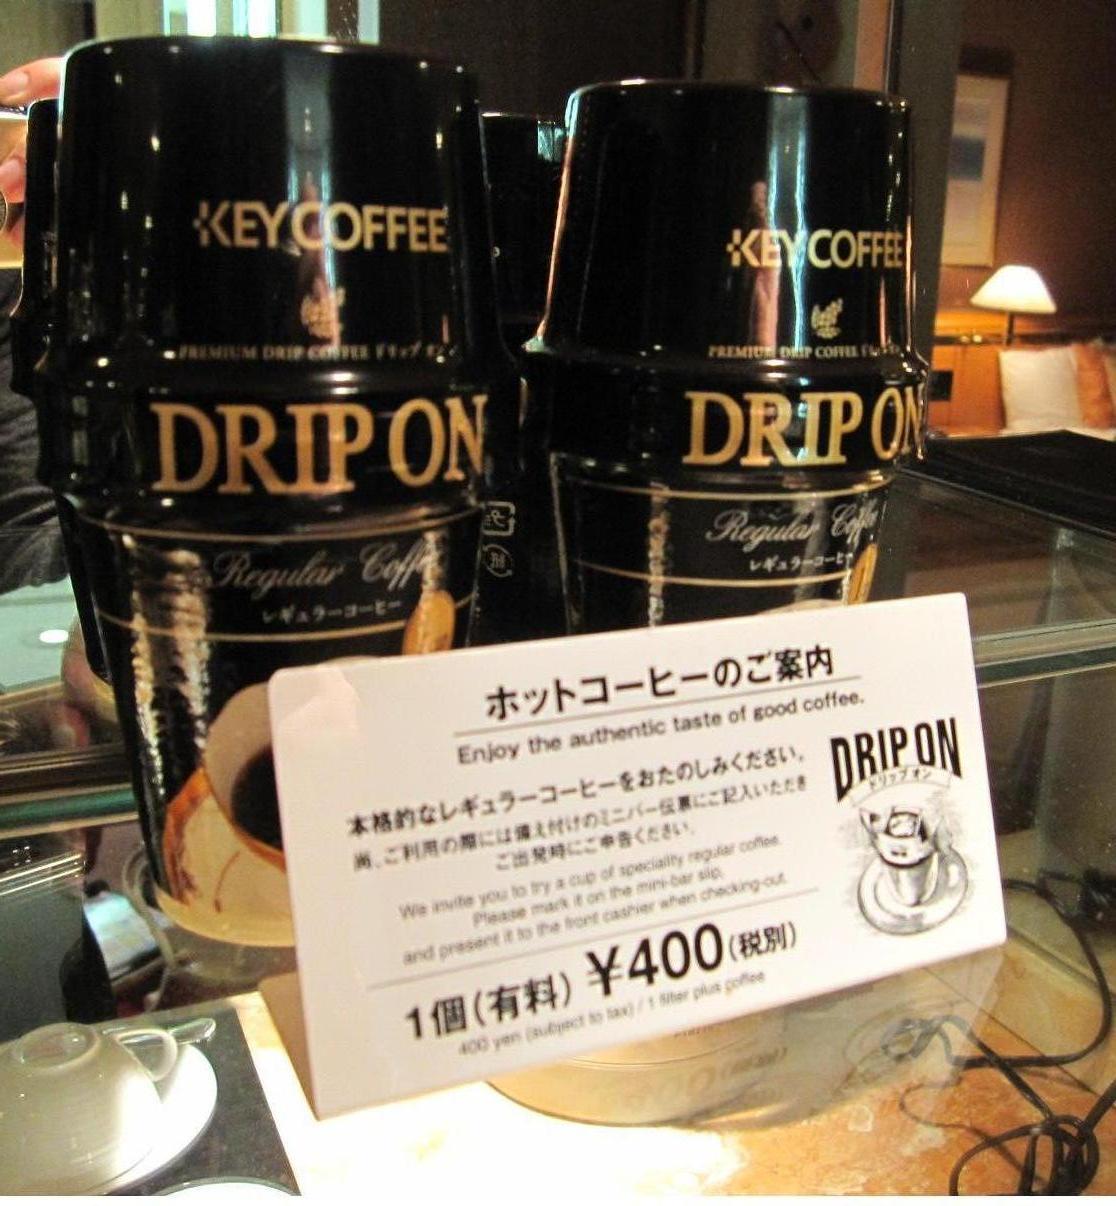 KEY COFFEE
PREMIUM DRIP COFFEE ドリップ オン
DRIP ON
Regular Coffee
レギュラーコーヒー
KEY COFFEE
PREMIUM DRIP COFFEE
DRIP ON
Regular Coffee
レギュラーコーヒー
ホットコーヒーのご案内
Enjoy the authentic taste of good coffee.
本格的なレギュラーコーヒーをおたのしみください。
尚、ご利用の際には備え付けのミニバー伝票にご記入いただき
ご出発時にご申告ください。
We invite you to try a cup of speciality regular coffee.
Please mark it on the mini-bar slip,
and present it to the front cashier when checking-out.
1個(有料) ¥400(税別)
400 yen (subject to tax) / 1 filter plus coffee
DRIP ON
ドリップオン